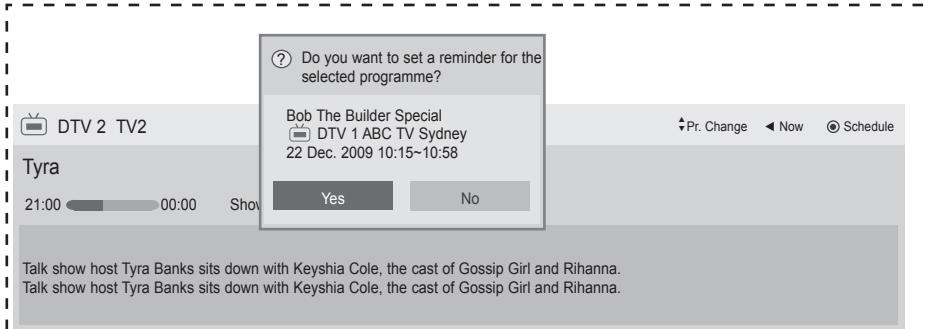 Do you want to set a reminder for the
selected programme?
Bob The Builder Special
DTV 1 ABC TV Sydney
22 Dec. 2009 10:15~10:58
Yes No
DTV 2 TV2 Pr. Change Now Schedule
Tyra
21:00 00:00
Talk show host Tyra Banks sits down with Keyshia Cole, the cast of Gossip Girl and Rihanna.
Talk show host Tyra Banks sits down with Keyshia Cole, the cast of Gossip Girl and Rihanna.